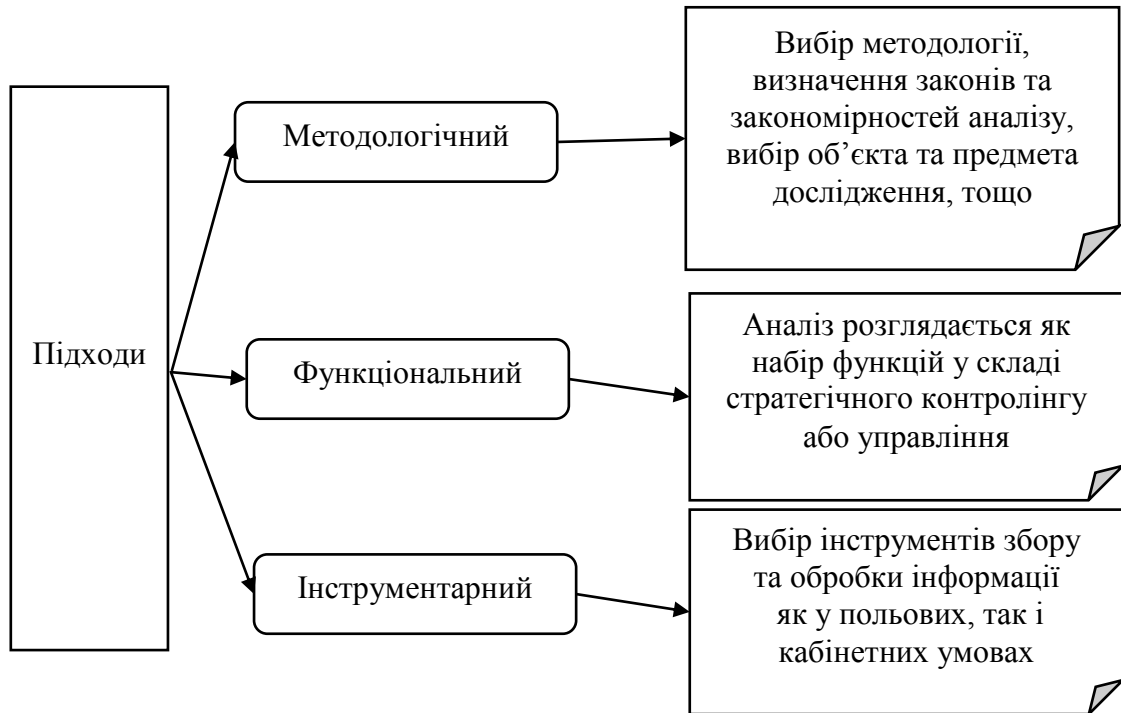 Підходи
Методологічний
Вибір методології,
визначення законів та
закономірностей аналізу,
вибір об’єкта та предмета
дослідження, тощо
Функціональний
Аналіз розглядається як
набір функцій у складі
стратегічного контролінгу
або управління
Інструментарний
Вибір інструментів збору
та обробки інформації
як у польових, так і
кабінетних умовах